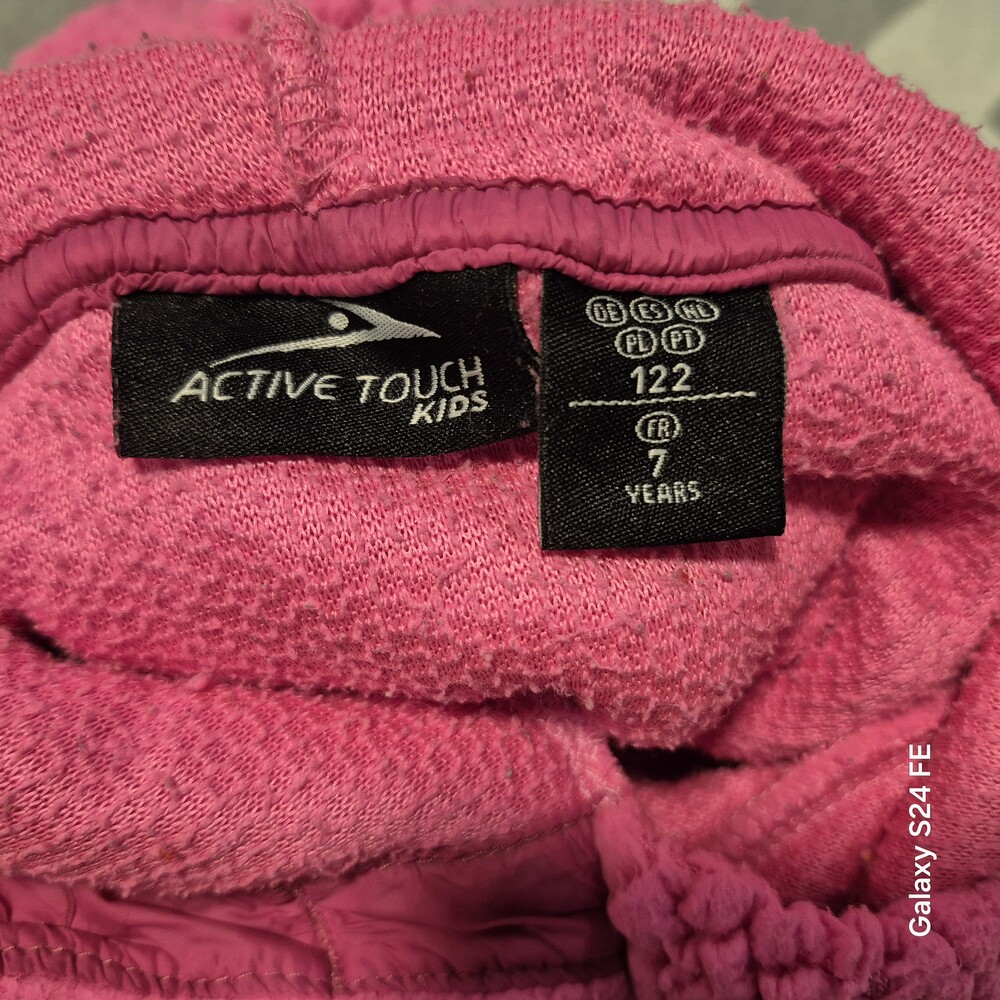 ACTIVE TOUCH
KIDS
DE ES NL
PL PT
122
FR
7
YEARS
Galaxy S24 FE